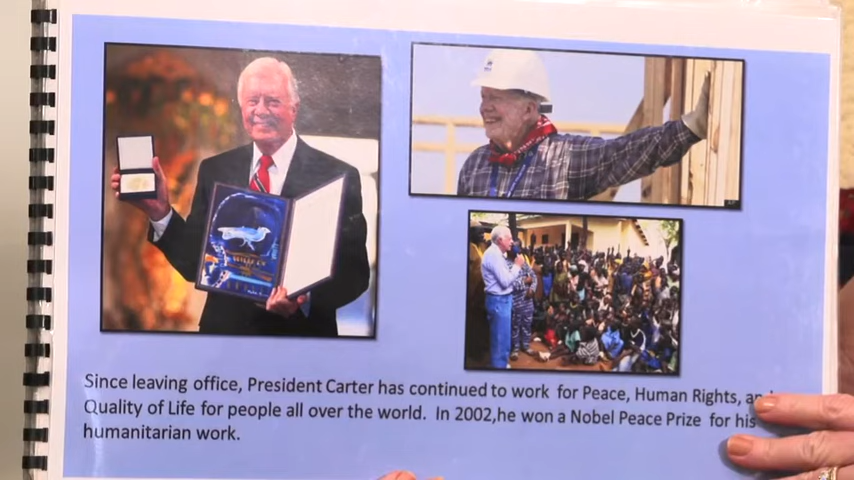 Since leaving office, President Carter has continued to work for Peace, Human Rights, and
Quality of Life for people all over the world. In 2002,he won a Nobel Peace Prize for his
humanitarian work.